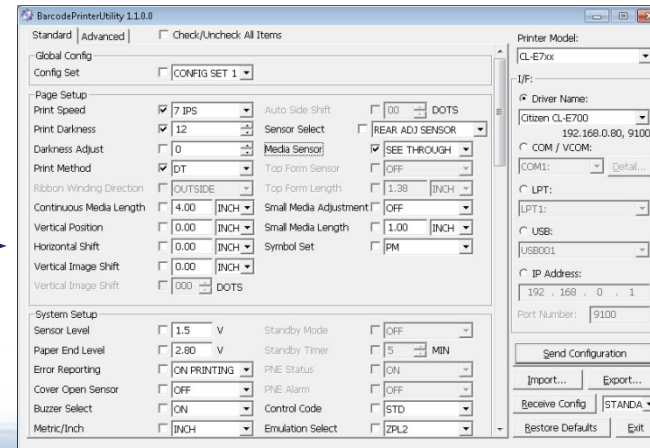 BarcodePrinterUtility 1.1.0.0
Standard Advanced Check/Uncheck All Items
Global Config
Config Set CONFIG SET 1
Page Setup
Print Speed 7 IPS Auto Side Shift 00 DOTS
Print Darkness 12 Sensor Select REAR ADJ SENSOR
Darkness Adjust 0 Media Sensor SEE THROUGH
Print Method DT Top Form Sensor OFF
Ribbon Winding Direction OUTSIDE Top Form Length 1.38 INCH
Continuous Media Length 4.00 INCH Small Media Adjustment OFF
Vertical Position 0.00 INCH Small Media Length 1.00 INCH
Horizontal Shift 0.00 INCH Symbol Set PM
Vertical Image Shift 0.00 INCH
Vertical Image Shift 000 DOTS
System Setup
Sensor Level 1.5 V Standby Mode OFF
Paper End Level 2.80 V Standby Timer 5 MIN
Error Reporting ON PRINTING PNE Status ON
Cover Open Sensor OFF PNE Alarm OFF
Buzzer Select ON Control Code STD
Metric/Inch INCH Emulation Select ZPL2
Printer Model:
CL-E7xx
I/F:
Driver Name:
Citizen CL-E700
192.168.0.80, 9100
COM / VCOM:
COM1: Detail...
LPT:
LPT1:
USB:
USB001
IP Address:
192 . 168 . 0 . 1
Port Number: 9100
Send Configuration
Import... Export...
Receive Config STANDA
Restore Defaults Exit